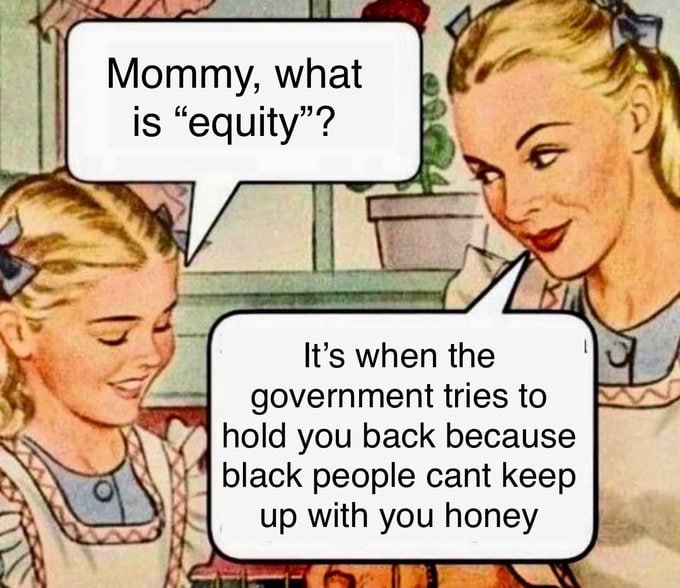 Mommy, what
is “equity”?
It’s when the
government tries to
hold you back because
black people cant keep
up with you honey